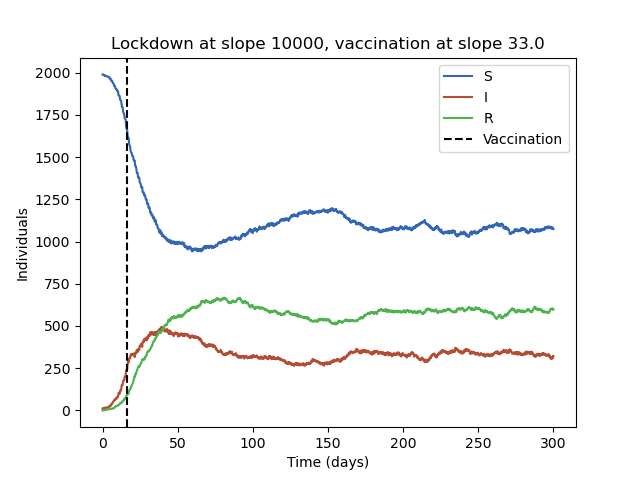 Lockdown at slope 10000, vaccination at slope 33.0
Individuals
2000
1750
1500
1250
1000
750
500
250
0
S
I
R
Vaccination
0 50 100 150 200 250 300
Time (days)